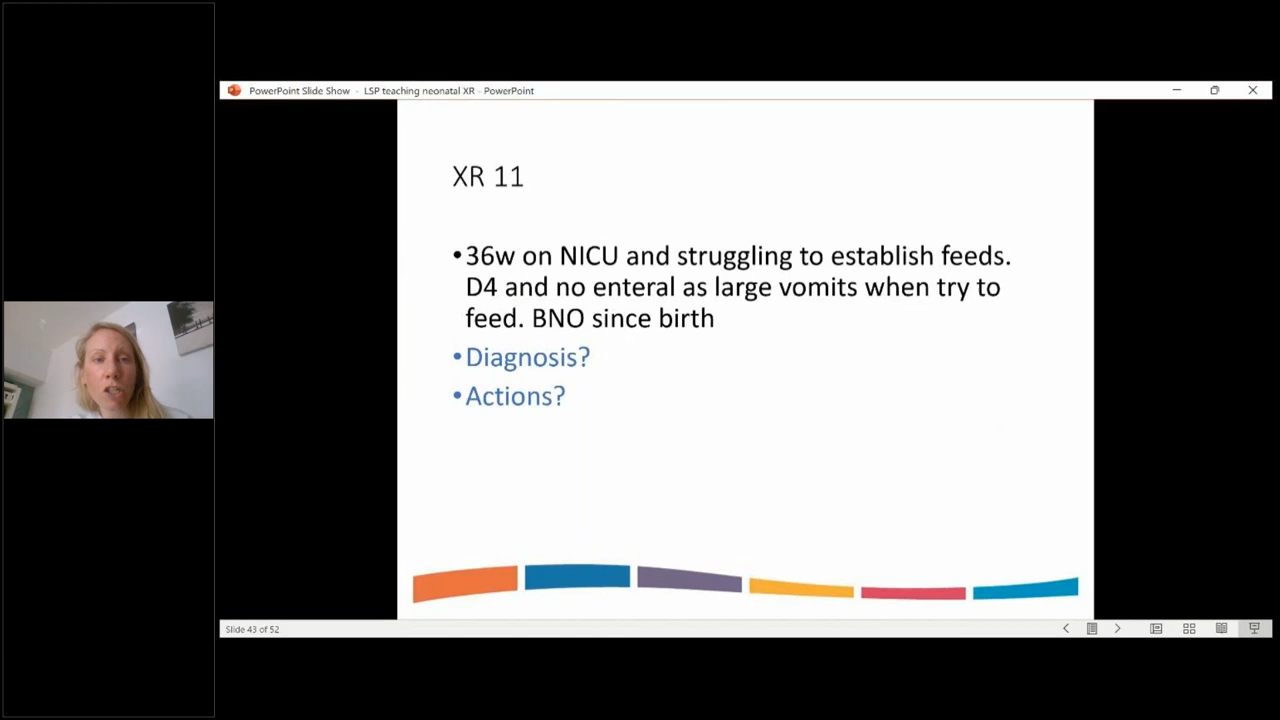 PowerPoint Slide Show - LSP teaching neonatal XR - PowerPoint
XR 11
•36w on NICU and struggling to establish feeds.
D4 and no enteral as large vomits when try to
feed. BNO since birth
•Diagnosis?
•Actions?
Slide 43 of 52